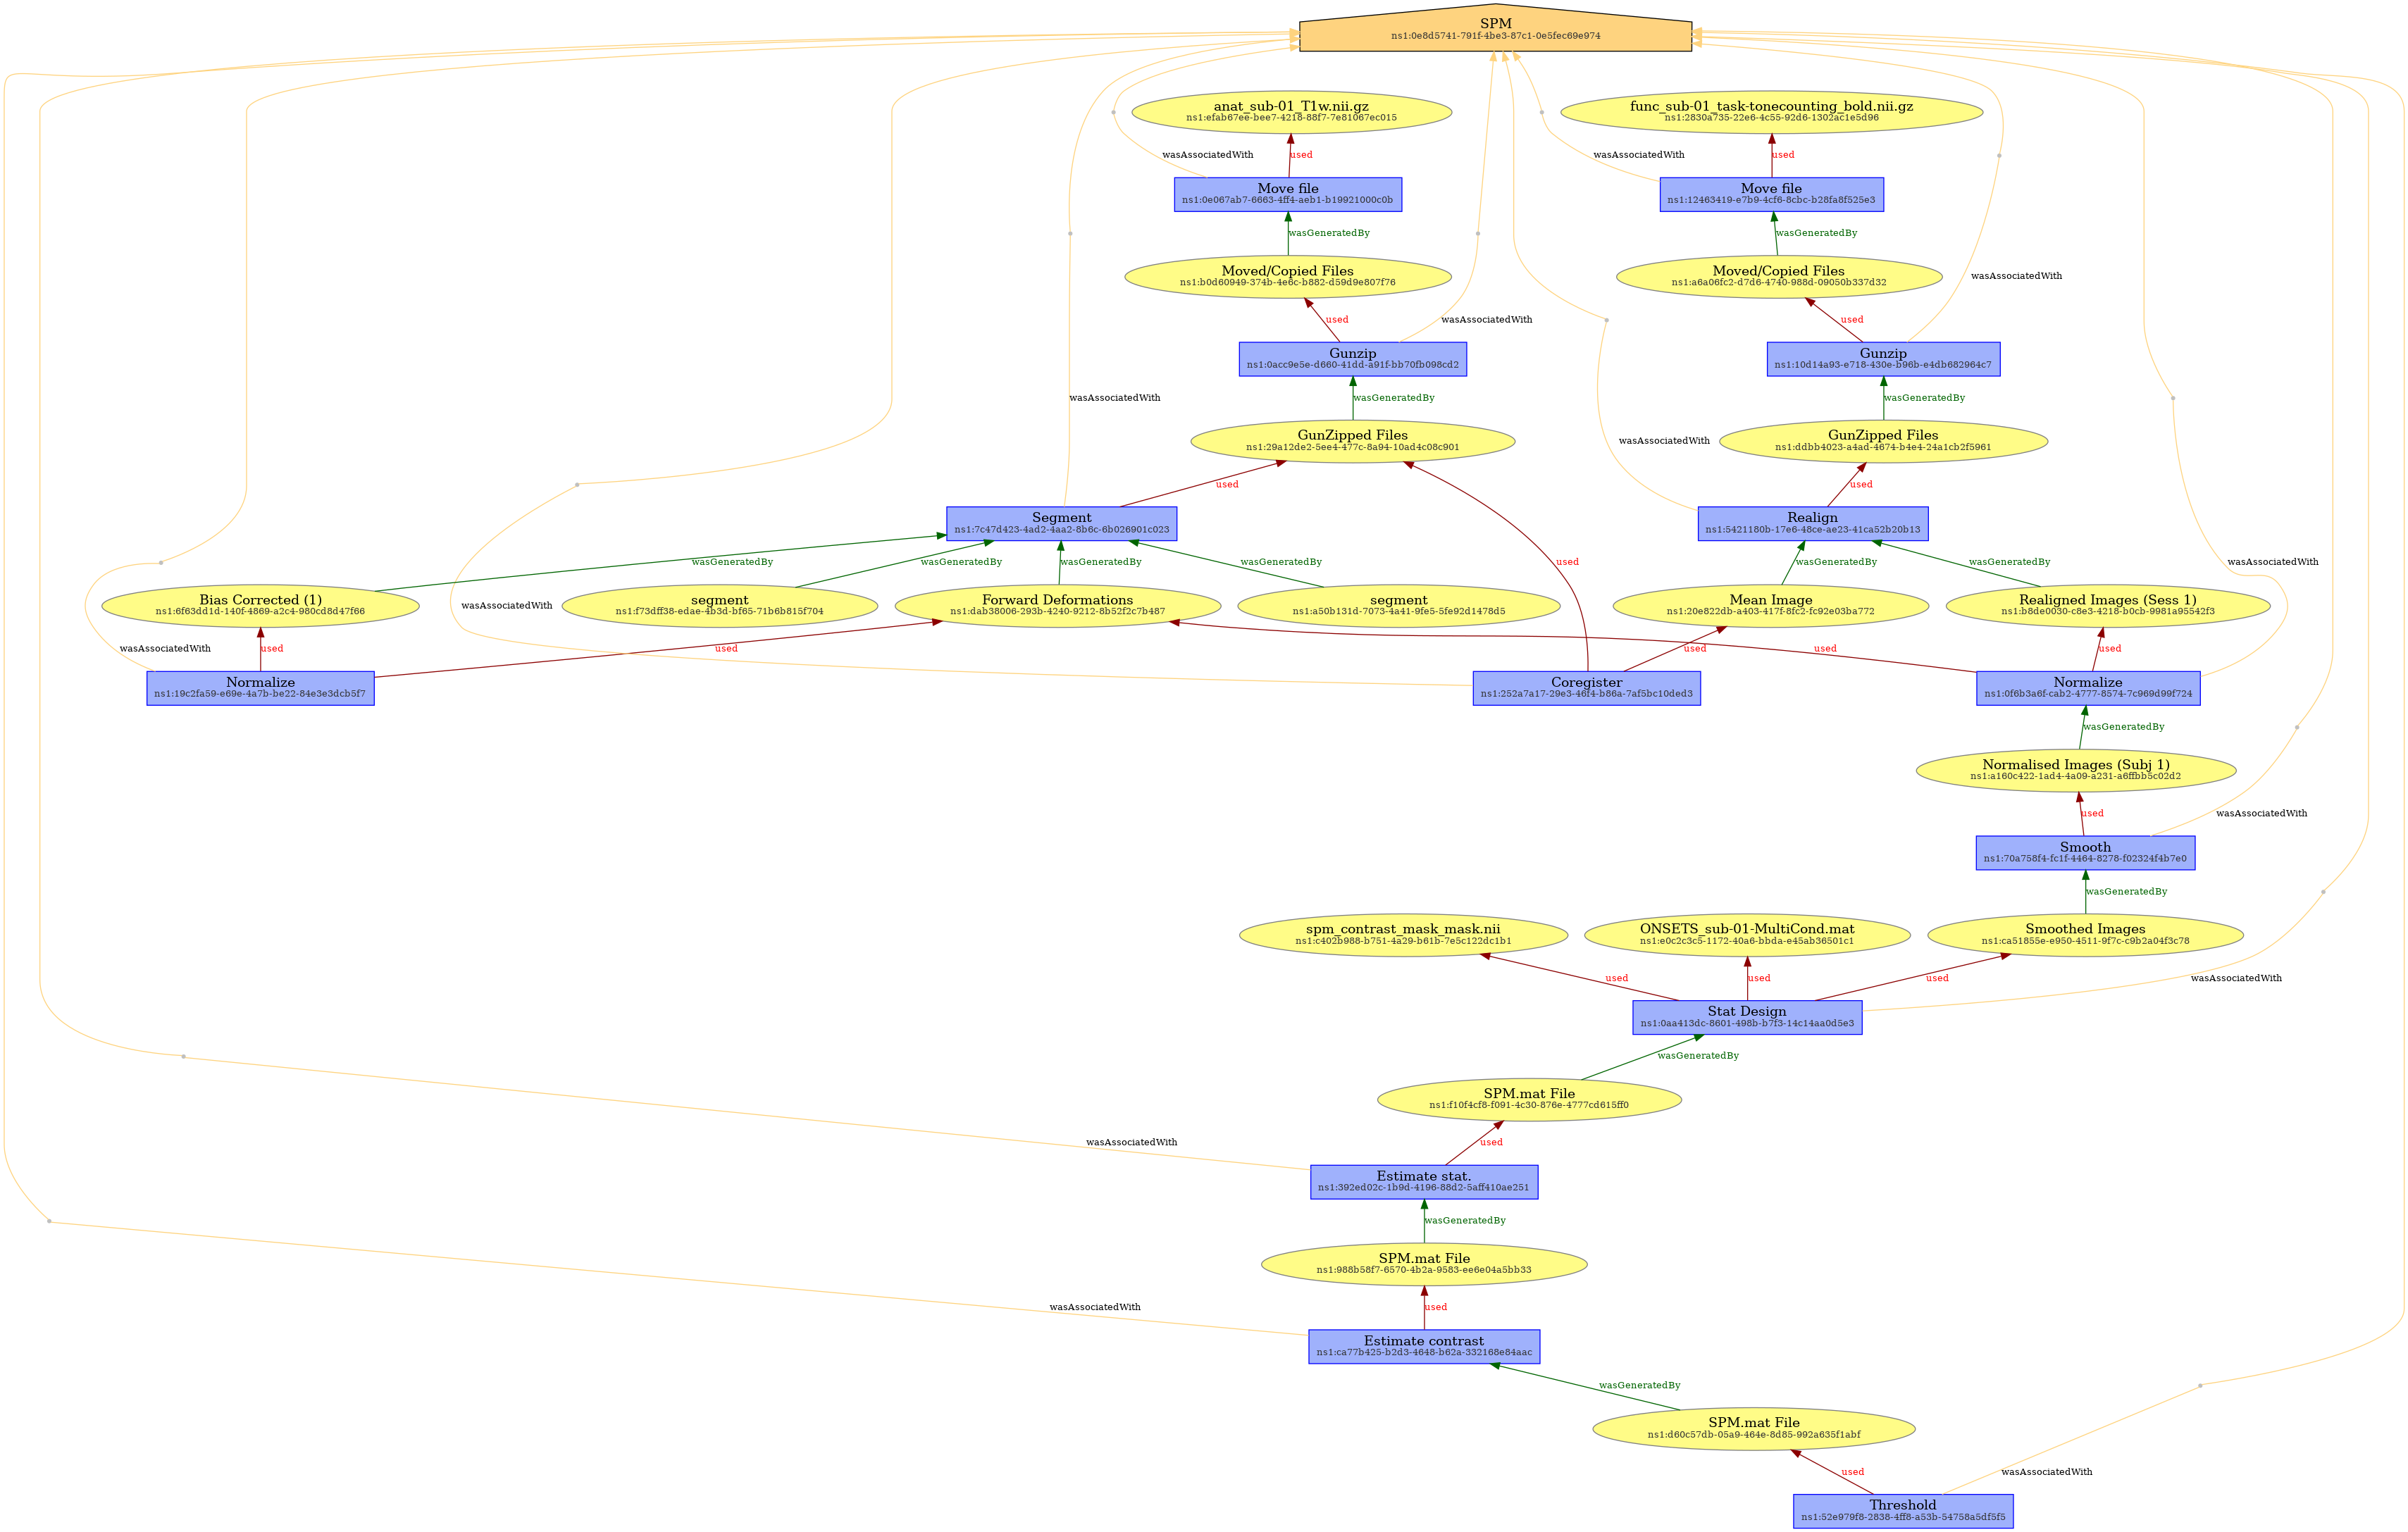 SPM
ns1:0e8d5741-791f-4be3-87c1-0e5fec69e974
anat_sub-01_T1w.nii.gz
ns1:efab67ee-bee7-4218-88f7-7e81067ec015
func_sub-01_task-tonecounting_bold.nii.gz
ns1:2830a735-22e6-4c55-92d6-1302ac1e5d96
wasAssociatedWith
used
wasAssociatedWith
used
Move file
ns1:0e067ab7-6663-4ff4-aeb1-b19921000c0b
Move file
ns1:12463419-e7b9-4cf6-8cbc-b28fa8f525e3
wasGeneratedBy
wasGeneratedBy
Moved/Copied Files
ns1:b0d60949-374b-4e6c-b882-d59d9e807f76
Moved/Copied Files
ns1:a6a06fc2-d7d6-4740-988d-09050b337d32
wasAssociatedWith
used
wasAssociatedWith
used
Gunzip
ns1:0acc9e5e-d660-41dd-a91f-bb70fb098cd2
Gunzip
ns1:10d14a93-e718-430e-b96b-e4db682964c7
wasAssociatedWith
wasGeneratedBy
wasGeneratedBy
GunZipped Files
ns1:29a12de2-5ee4-477c-8a94-10ad4c08c901
wasAssociatedWith
GunZipped Files
ns1:ddbb4023-a4ad-4674-b4e4-24a1cb2f5961
used
used
Segment
ns1:7c47d423-4ad2-4aa2-8b6c-6b026901c023
Realign
ns1:5421180b-17e6-48ce-ae23-41ca52b20b13
wasGeneratedBy
wasGeneratedBy
wasGeneratedBy
wasGeneratedBy
used
wasGeneratedBy
wasGeneratedBy
wasAssociatedWith
Bias Corrected (1)
ns1:6f63dd1d-140f-4869-a2c4-980cd8d47f66
wasAssociatedWith
segment
ns1:f73dff38-edae-4b3d-bf65-71b6b815f704
Forward Deformations
ns1:dab38006-293b-4240-9212-8b52f2c7b487
segment
ns1:a50b131d-7073-4a41-9fe5-5fe92d1478d5
Mean Image
ns1:20e822db-a403-417f-8fc2-fc92e03ba772
Realigned Images (Sess 1)
ns1:b8de0030-c8e3-4218-b0cb-9981a95542f3
wasAssociatedWith
used
used
used
used
used
Normalize
ns1:19c2fa59-e69e-4a7b-be22-84e3e3dcb5f7
Coregister
ns1:252a7a17-29e3-46f4-b86a-7af5bc10ded3
Normalize
ns1:0f6b3a6f-cab2-4777-8574-7c969d99f724
wasGeneratedBy
Normalised Images (Subj 1)
ns1:a160c422-1ad4-4a09-a231-a6ffbb5c02d2
used
wasAssociatedWith
Smooth
ns1:70a758f4-fc1f-4464-8278-f02324f4b7e0
wasGeneratedBy
spm_contrast_mask_mask.nii
ns1:c402b988-b751-4a29-b61b-7e5c122dc1b1
ONSETS_sub-01-MultiCond.mat
ns1:e0c2c3c5-1172-40a6-bbda-e45ab36501c1
Smoothed Images
ns1:ca51855e-e950-4511-9f7c-c9b2a04f3c78
used
used
used
wasAssociatedWith
Stat Design
ns1:0aa413dc-8601-498b-b7f3-14c14aa0d5e3
wasGeneratedBy
SPM.mat File
ns1:f10f4cf8-f091-4c30-876e-4777cd615ff0
wasAssociatedWith
used
Estimate stat.
ns1:392ed02c-1b9d-4196-88d2-5aff410ae251
wasGeneratedBy
SPM.mat File
ns1:988b58f7-6570-4b2a-9583-ee6e04a5bb33
wasAssociatedWith
used
Estimate contrast
ns1:ca77b425-b2d3-4648-b62a-332168e84aac
wasGeneratedBy
SPM.mat File
ns1:d60c57db-05a9-464e-8d85-992a635f1abf
used
wasAssociatedWith
Threshold
ns1:52e979f8-2838-4ff8-a53b-54758a5df5f5